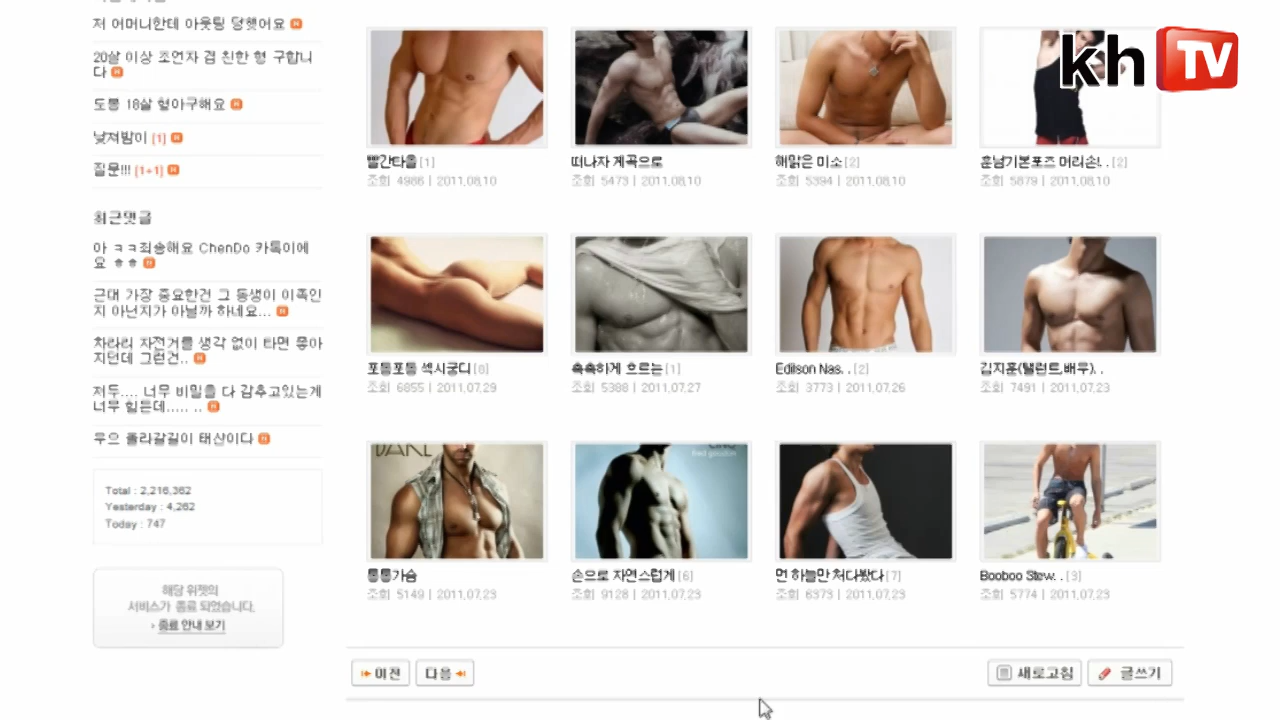 저 어머니한테 아웃팅 당했어요
20살 이상 조언자 겸 친한 형 구합니
다
도봉 18살 형아구해요
낮져밤이 [1]
질문!!! [1+1]
최근댓글
아 ㅋㅋ죄송해요 ChenDo 카톡이에
요 ㅎㅎ
근데 가장 중요한건 그 동생이 이쪽인
지 아닌지가 아닐까 하네요...
차라리 자전거를 생각 없이 타면 좋아
지던데 그런건..
저두.... 너무 비밀을 다 감추고있는게
너무 힘든데..... ..
우으 올라갈길이 태산이다
Total : 2,216,362
Yesterday : 4,262
Today : 747
해당 위젯의
서비스가 종료 되었습니다.
종료 안내 보기
kh TV
빨간타올 [1]
조회 4986 | 2011.08.10
떠나자 계곡으로
조회 5473 | 2011.08.10
해맑은 미소 [2]
조회 5394 | 2011.08.10
훈남기본포즈 머리손!. . [2]
조회 5879 | 2011.08.10
포동포동 섹시궁디 [8]
조회 6855 | 2011.07.29
촉촉하게 흐르는 [1]
조회 5388 | 2011.07.27
Edilson Nas. . [2]
조회 3773 | 2011.07.26
김지훈(탤런트,배우). .
조회 7491 | 2011.07.23
통통가슴
조회 5149 | 2011.07.23
손으로 자연스럽게 [6]
조회 9128 | 2011.07.23
먼 하늘만 쳐다봤다 [7]
조회 6373 | 2011.07.23
Booboo Stew. . [3]
조회 5774 | 2011.07.23
이전
다음
새로고침
글쓰기